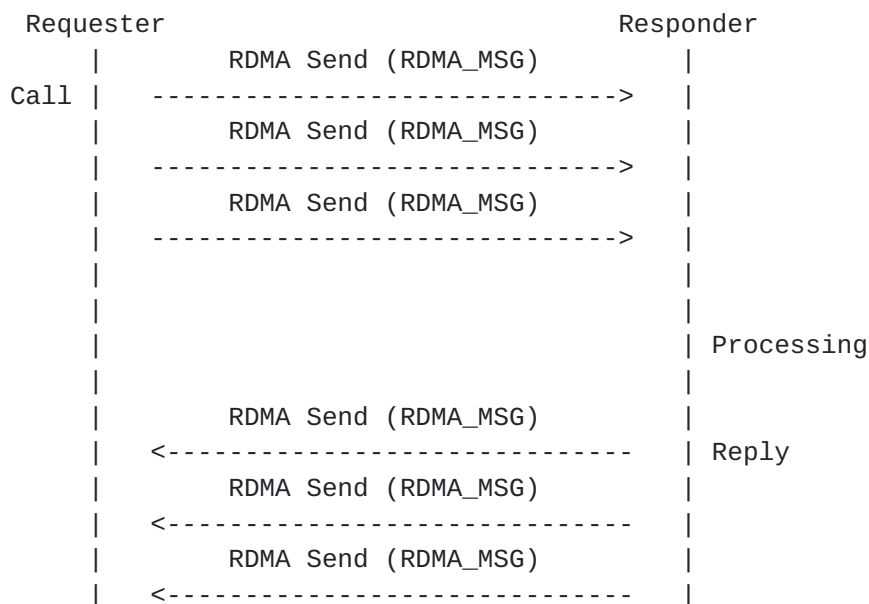 Requester                             Responder
     |        RDMA Send (RDMA_MSG)         |
Call |   ------------------------------>   |
     |        RDMA Send (RDMA_MSG)         |
     |   ------------------------------>   |
     |        RDMA Send (RDMA_MSG)         |
     |   ------------------------------>   |
     |                                     |
     |                                     |
     |                                     | Processing
     |                                     |
     |        RDMA Send (RDMA_MSG)         |
     |   <------------------------------   | Reply
     |        RDMA Send (RDMA_MSG)         |
     |   <------------------------------   |
     |        RDMA Send (RDMA_MSG)         |
     |   <------------------------------   |